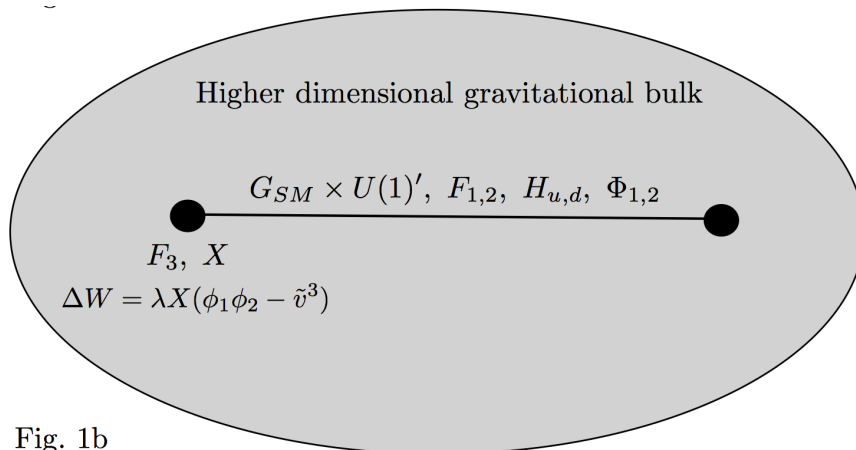 Higher dimensional gravitational bulk
G_{SM} × U(1)′, F_{1,2}, H_{u,d}, Φ_{1,2}
F_3, X
ΔW = λX(ϕ_1ϕ_2 − ṽ^3)
Fig. 1b